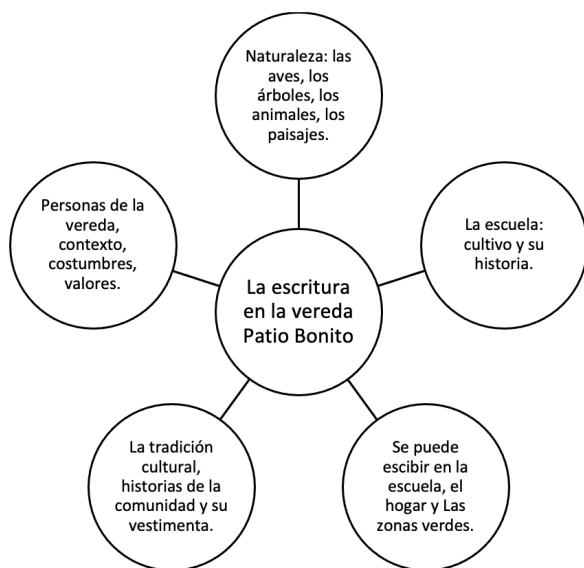 Naturaleza: las
aves, los
árboles, los
animales, los
paisajes.
Personas de la
vereda,
contexto,
costumbres,
valores.
La escuela:
cultivo y su
historia.
La escritura
en la vereda
Patio Bonito
La tradición
cultural,
historias de la
comunidad y su
vestimenta.
Se puede
escibir en la
escuela, el
hogar y Las
zonas verdes.